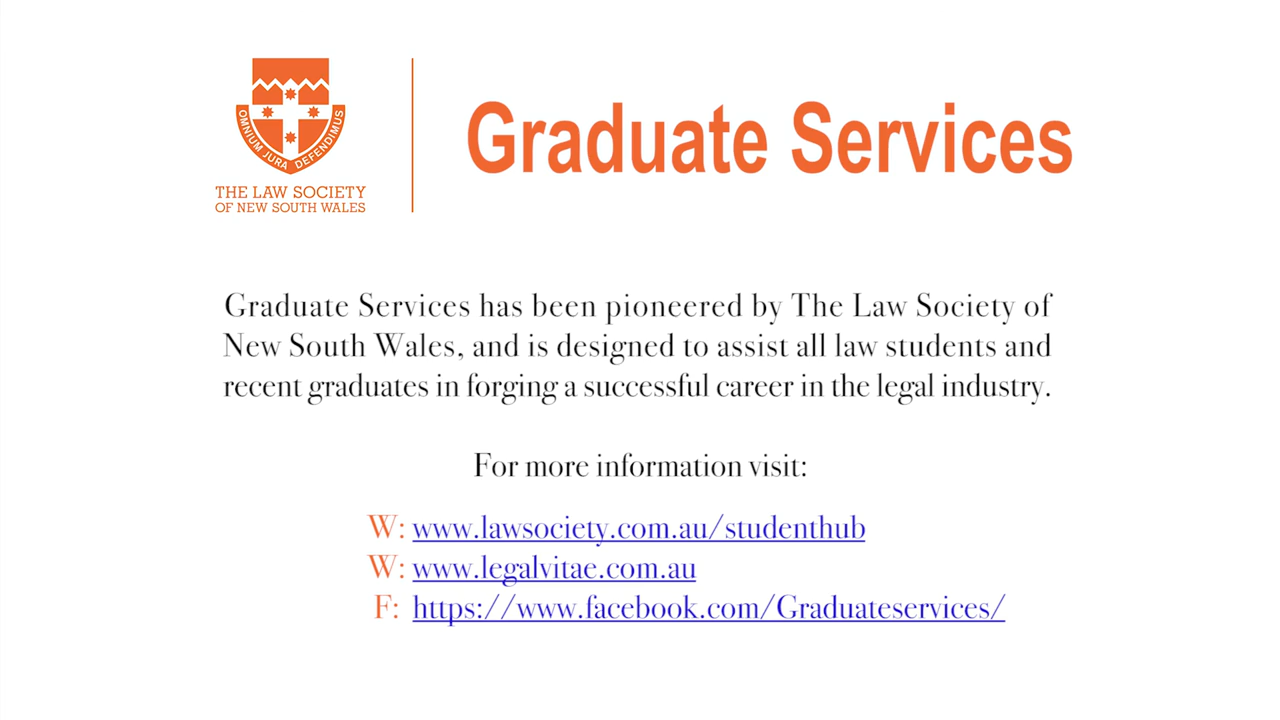 OMNIUM JURA DEFENDIMUS
THE LAW SOCIETY
OF NEW SOUTH WALES
Graduate Services
Graduate Services has been pioneered by The Law Society of
New South Wales, and is designed to assist all law students and
recent graduates in forging a successful career in the legal industry.
For more information visit:
W: www.lawsociety.com.au/studenthub
W: www.legalvitae.com.au
F: https://www.facebook.com/Graduateservices/